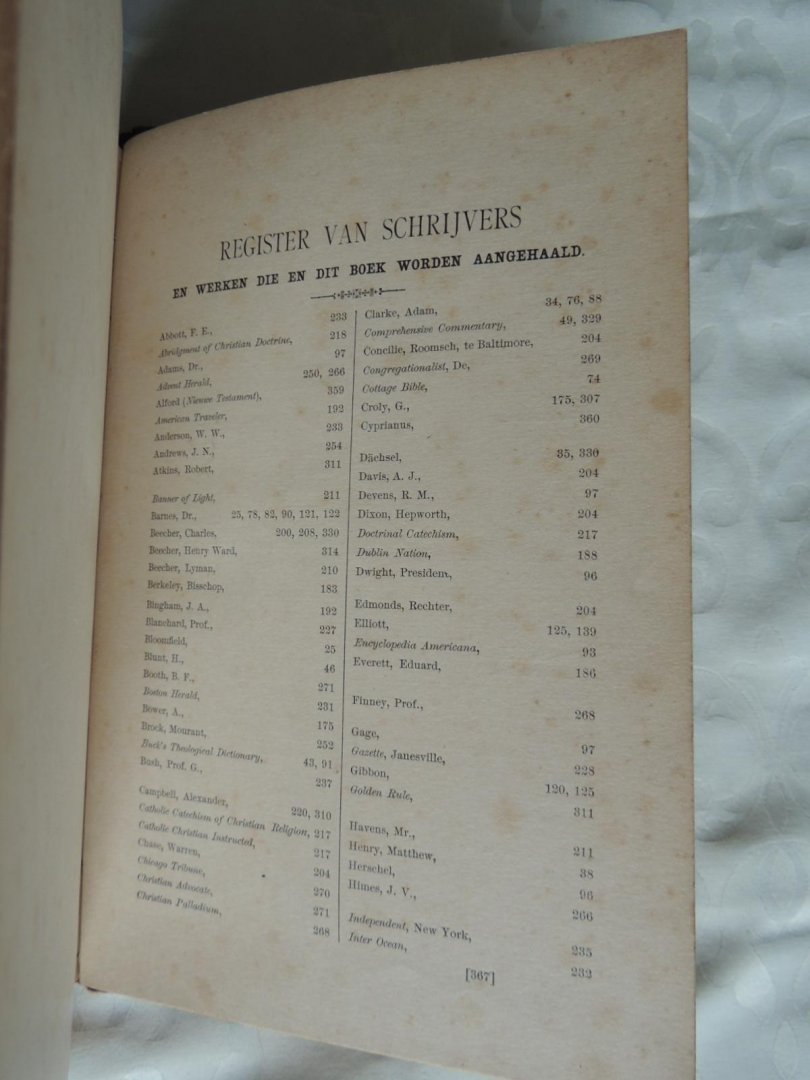 REGISTER VAN SCHRIJVERS
EN WERKEN DIE EN DIT BOEK WORDEN AANGEHAALD.
Abbott, F. E., 233
Abridgment of Christian Doctrine, 218
Adams, Dr., 97
Advent Herald, 250, 266
Alford (Nieuwe Testament), 359
American Traveler, 192
Anderson, W. W., 233
Andrews, J. N., 254
Atkins, Robert, 311
Banner of Light, 211
Barnes, Dr., 25, 78, 82, 90, 121, 122
Beecher, Charles, 200, 208, 330
Beecher, Henry Ward, 314
Beecher, Lyman, 210
Berkeley, Bisschop, 183
Bingham, J. A., 192
Blanchard, Prof., 227
Bloomfield, 25
Blunt, H., 46
Booth, B. F., 271
Boston Herald, 231
Bower, A., 175
Brock, Mourant, 252
Buck's Theological Dictionary, 43, 91
Bush, Prof. G., 237
Campbell, Alexander, 220, 310
Catholic Catechism of Christian Religion, 217
Catholic Christian Instructed, 217
Chase, Warren, 204
Chicago Tribune, 270
Christian Advocate, 271
Christian Palladium, 268
Clarke, Adam, 34, 76, 88
Comprehensive Commentary, 49, 329
Concilie, Roomsch, te Baltimore, 204
Congregationalist, De, 269
Cottage Bible, 74
Croly, G., 175, 307
Cyprianus, 360
Dächsel, 35, 330
Davis, A. J., 204
Devens, R. M., 97
Dixon, Hepworth, 204
Doctrinal Catechism, 217
Dublin Nation, 188
Dwight, President, 96
Edmonds, Rechter, 204
Elliott, 125, 139
Encyclopedia Americana, 93
Everett, Eduard, 186
Finney, Prof., 268
Gage, 97
Gazette, Janesville, 228
Gibbon, 120, 125
Golden Rule, 311
Havens, Mr., 211
Henry, Matthew, 38
Herschel, 96
Himes, J. V., 266
Independent, New York, 235
Inter Ocean, 232
[367]